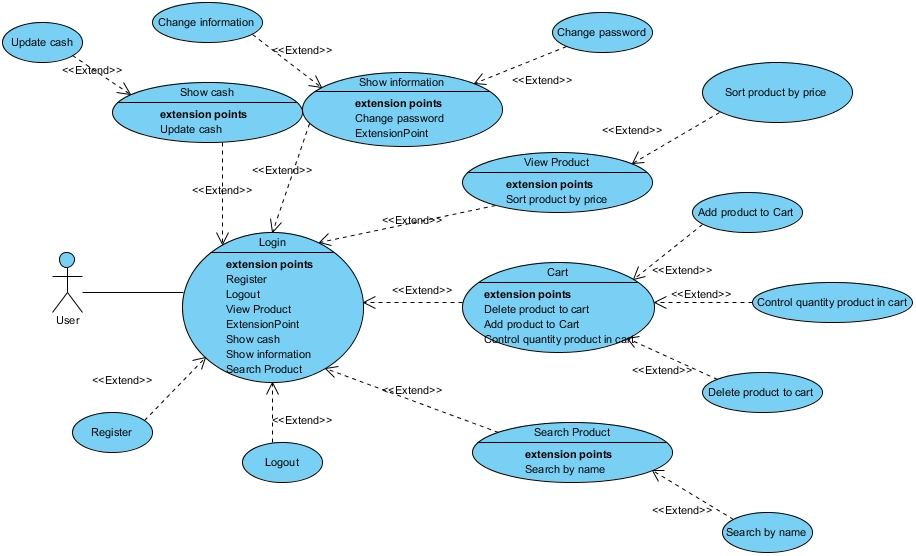 Change information
Update cash
Change password
<<Extend>>
<<Extend>>
<<Extend>>
Show cash
extension points
Update cash
Show information
extension points
Change password
ExtensionPoint
Sort product by price
<<Extend>>
<<Extend>>
<<Extend>>
View Product
extension points
Sort product by price
<<Extend>>
Add product to Cart
Login
extension points
Register
Logout
View Product
ExtensionPoint
Show cash
Show information
Search Product
User
<<Extend>>
Cart
extension points
Delete product to cart
Add product to Cart
Control quantity product in cart
<<Extend>>
<<Extend>>
Control quantity product in cart
<<Extend>>
Delete product to cart
<<Extend>>
Register
<<Extend>>
Logout
<<Extend>>
Search Product
extension points
Search by name
<<Extend>>
Search by name